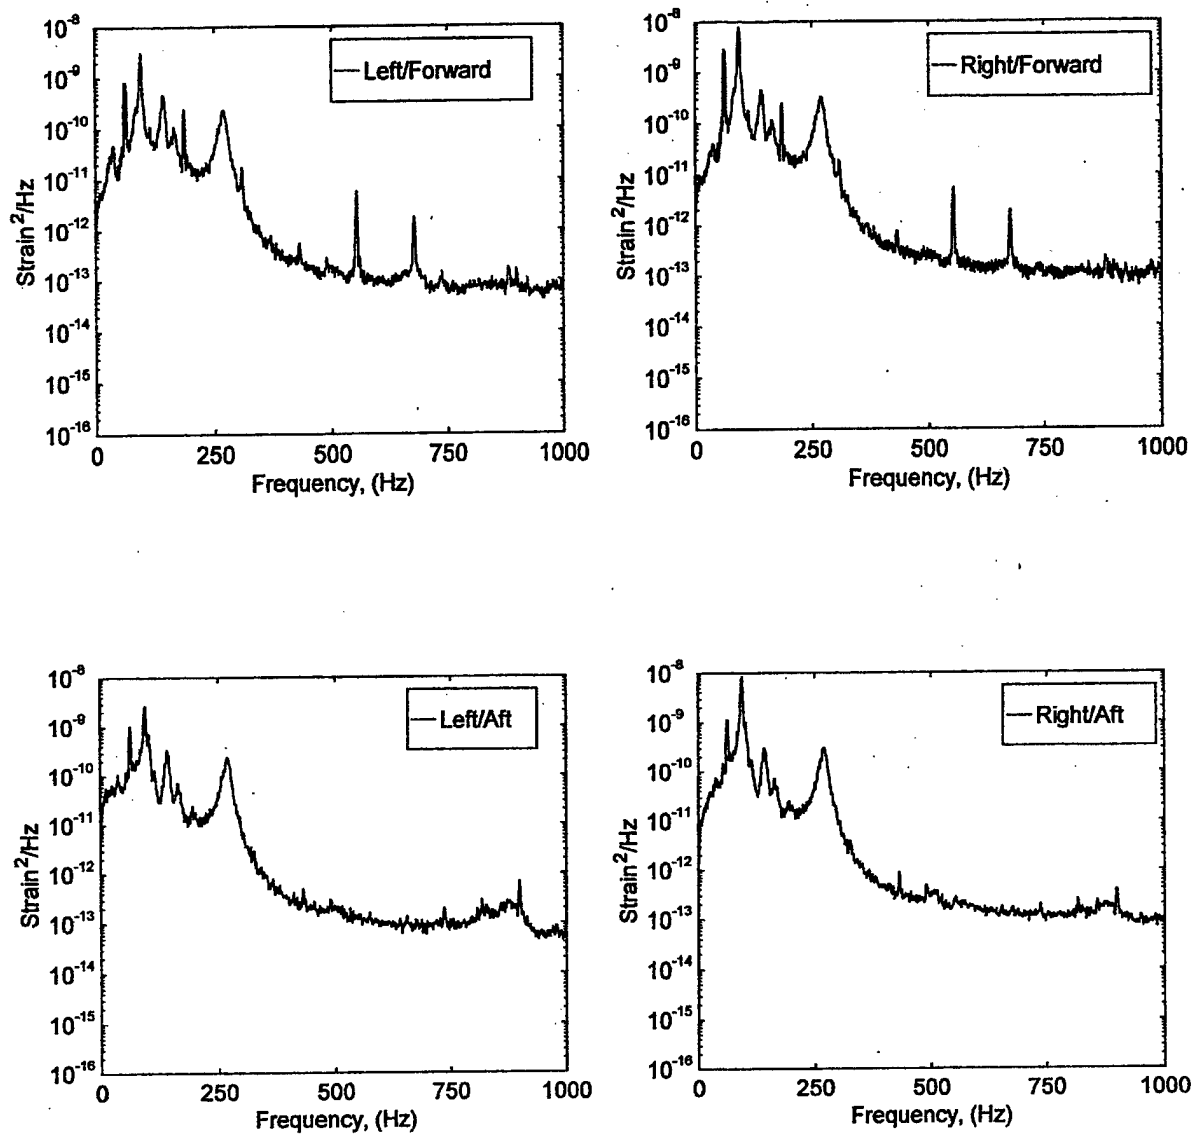 10⁻⁸
10⁻⁹
10⁻¹⁰
10⁻¹¹
10⁻¹²
10⁻¹³
10⁻¹⁴
10⁻¹⁵
10⁻¹⁶
Strain²/Hz
Left/Forward
0 250 500 750 1000
Frequency, (Hz)
10⁻⁸
10⁻⁹
10⁻¹⁰
10⁻¹¹
10⁻¹²
10⁻¹³
10⁻¹⁴
10⁻¹⁵
10⁻¹⁶
Strain²/Hz
Right/Forward
0 250 500 750 1000
Frequency, (Hz)
10⁻⁸
10⁻⁹
10⁻¹⁰
10⁻¹¹
10⁻¹²
10⁻¹³
10⁻¹⁴
10⁻¹⁵
10⁻¹⁶
Strain²/Hz
Left/Aft
0 250 500 750 1000
Frequency, (Hz)
10⁻⁸
10⁻⁹
10⁻¹⁰
10⁻¹¹
10⁻¹²
10⁻¹³
10⁻¹⁴
10⁻¹⁵
10⁻¹⁶
Strain²/Hz
Right/Aft
0 250 500 750 1000
Frequency, (Hz)